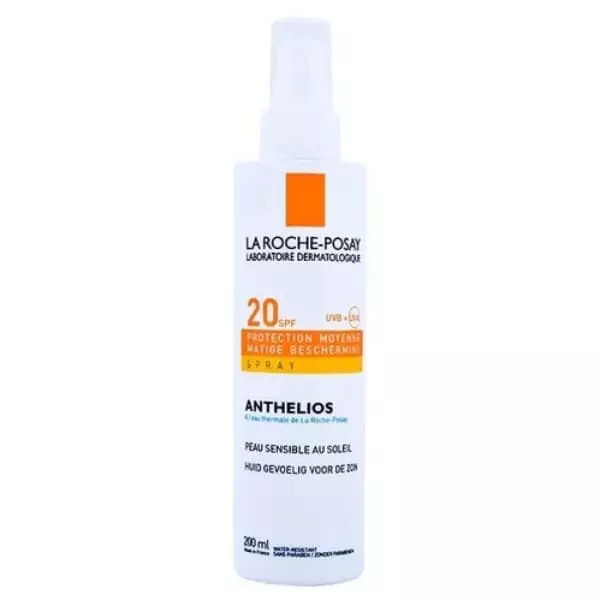 LA ROCHE-POSAY
LABORATOIRE DERMATOLOGIQUE
20 SPF UVB + UVA
PROTECTION MOYENNE
MATIGE BESCHERMING
SPRAY
ANTHELIOS
A l'eau thermale de La Roche-Posay
PEAU SENSIBLE AU SOLEIL
HUID GEVOELIG VOOR DE ZON
200 ml WATER-RESISTANT
Made in France SANS PARABEN / ZONDER PARABENEN